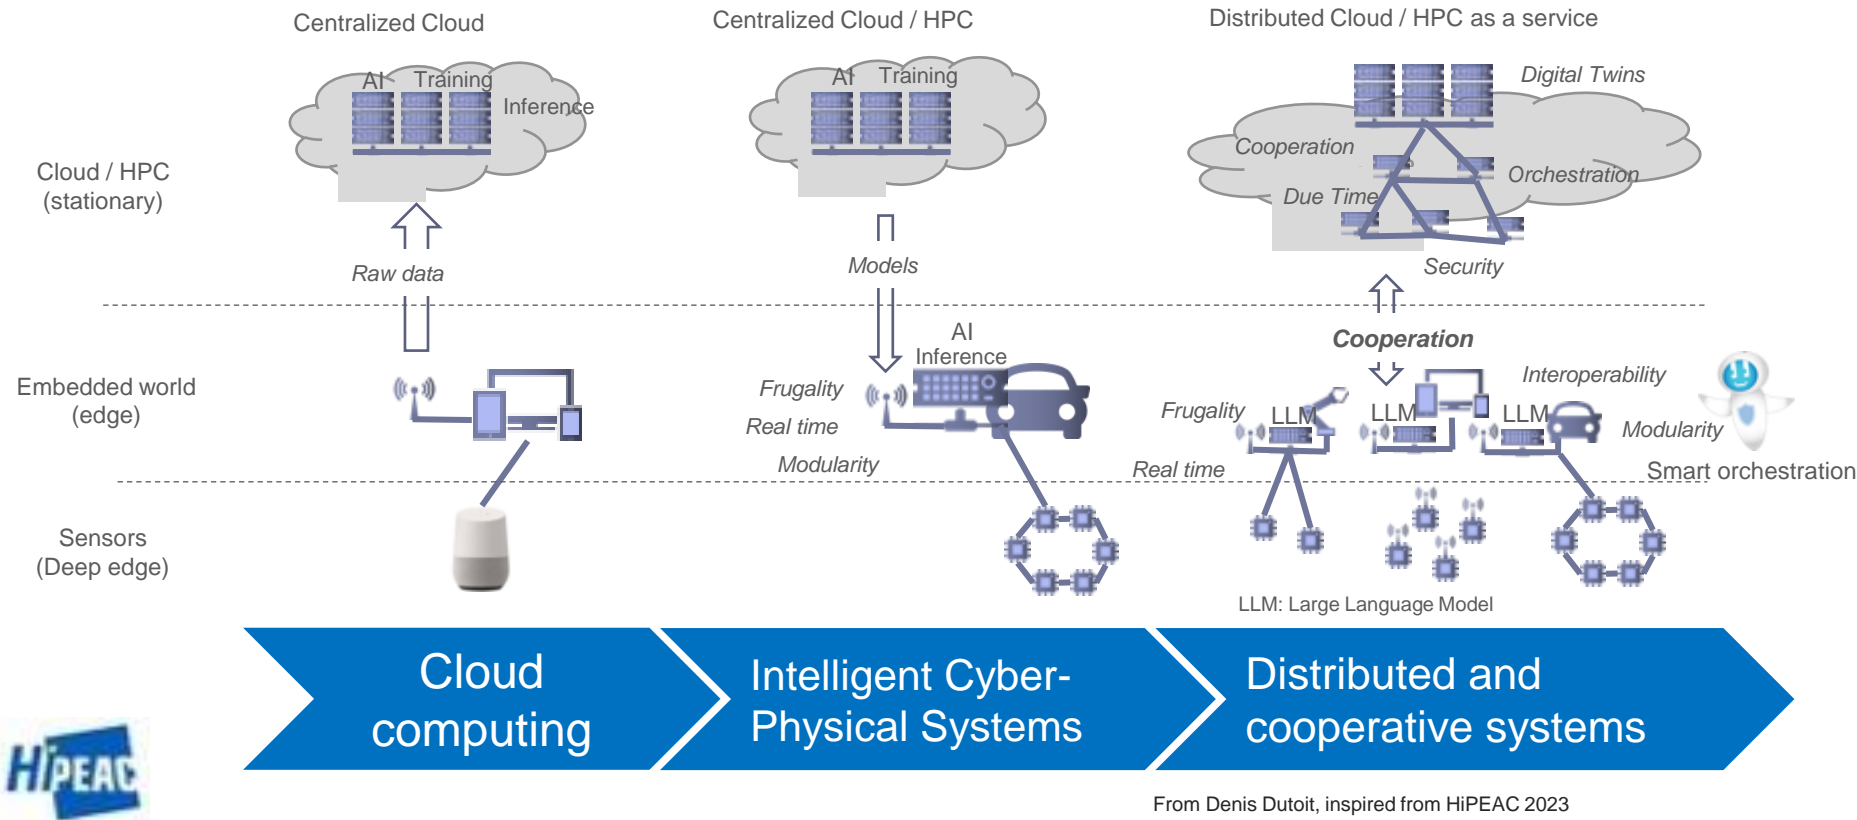 Centralized Cloud
Centralized Cloud / HPC
Distributed Cloud / HPC as a service
AI Training
Inference
AI Training
Digital Twins
Cooperation
Orchestration
Due Time
Security
Cloud / HPC
(stationary)
Raw data
Models
Cooperation
Embedded world
(edge)
AI
Inference
Frugality
Real time
Modularity
Interoperability
Frugality
LLM
LLM
LLM
Modularity
Real time
Smart orchestration
Sensors
(Deep edge)
LLM: Large Language Model
Cloud
computing
Intelligent Cyber-
Physical Systems
Distributed and
cooperative systems
HiPEAC
From Denis Dutoit, inspired from HiPEAC 2023